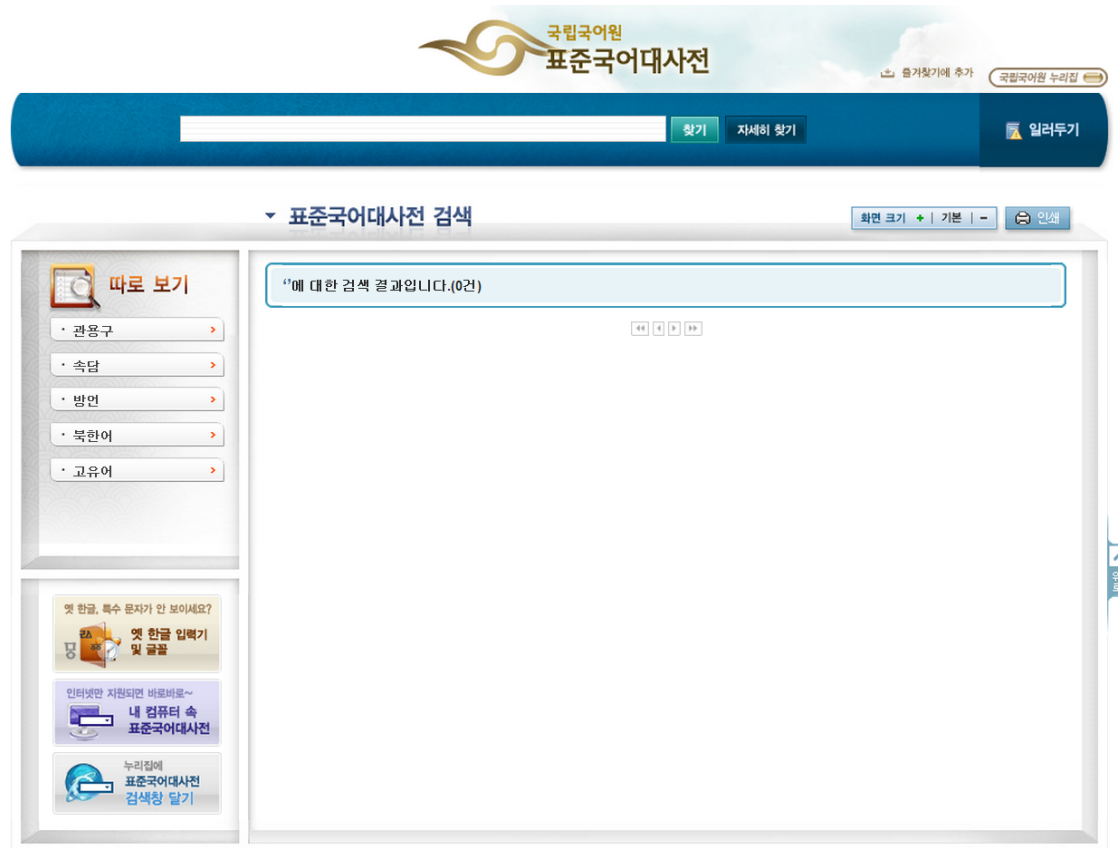 국립국어원
표준국어대사전
즐겨찾기에 추가
국립국어원 누리집
찾기
자세히 찾기
일러두기
표준국어대사전 검색
화면 크기 + | 기본 | -
인쇄
따로 보기
· 관용구
· 속담
· 방언
· 북한어
· 고유어
‘’에 대한 검색 결과입니다.(0건)
옛 한글, 특수 문자가 안 보이세요?
옛 한글 입력기
및 글꼴
인터넷만 지원되면 바로바로~
내 컴퓨터 속
표준국어대사전
누리집에
표준국어대사전
검색창 달기